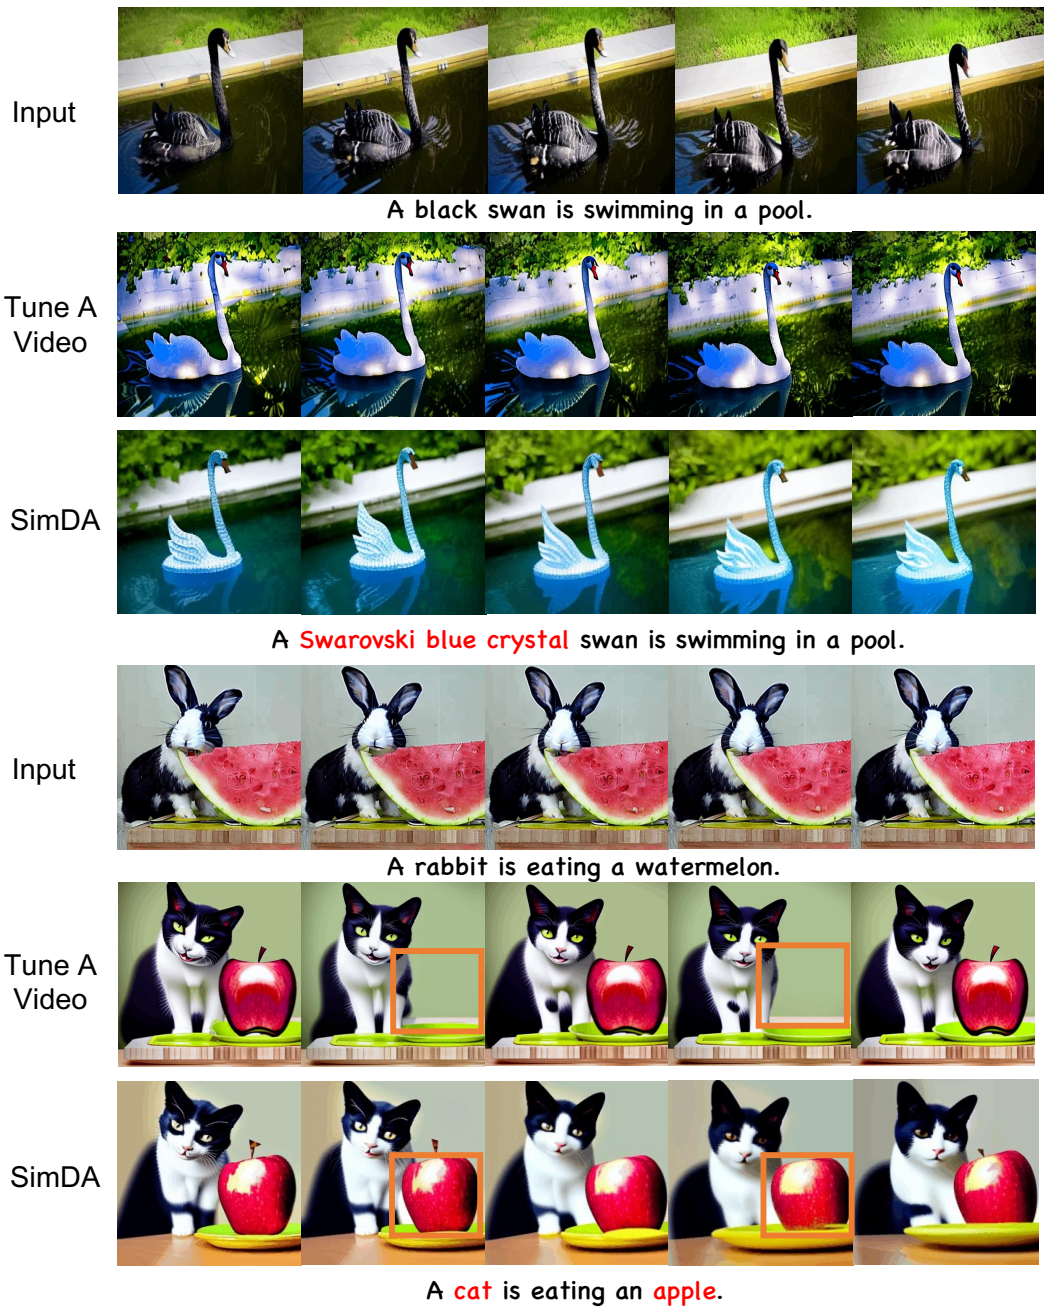 Input
A black swan is swimming in a pool.
Tune A
Video
SimDA
A Swarovski blue crystal swan is swimming in a pool.
Input
A rabbit is eating a watermelon.
Tune A
Video
SimDA
A cat is eating an apple.